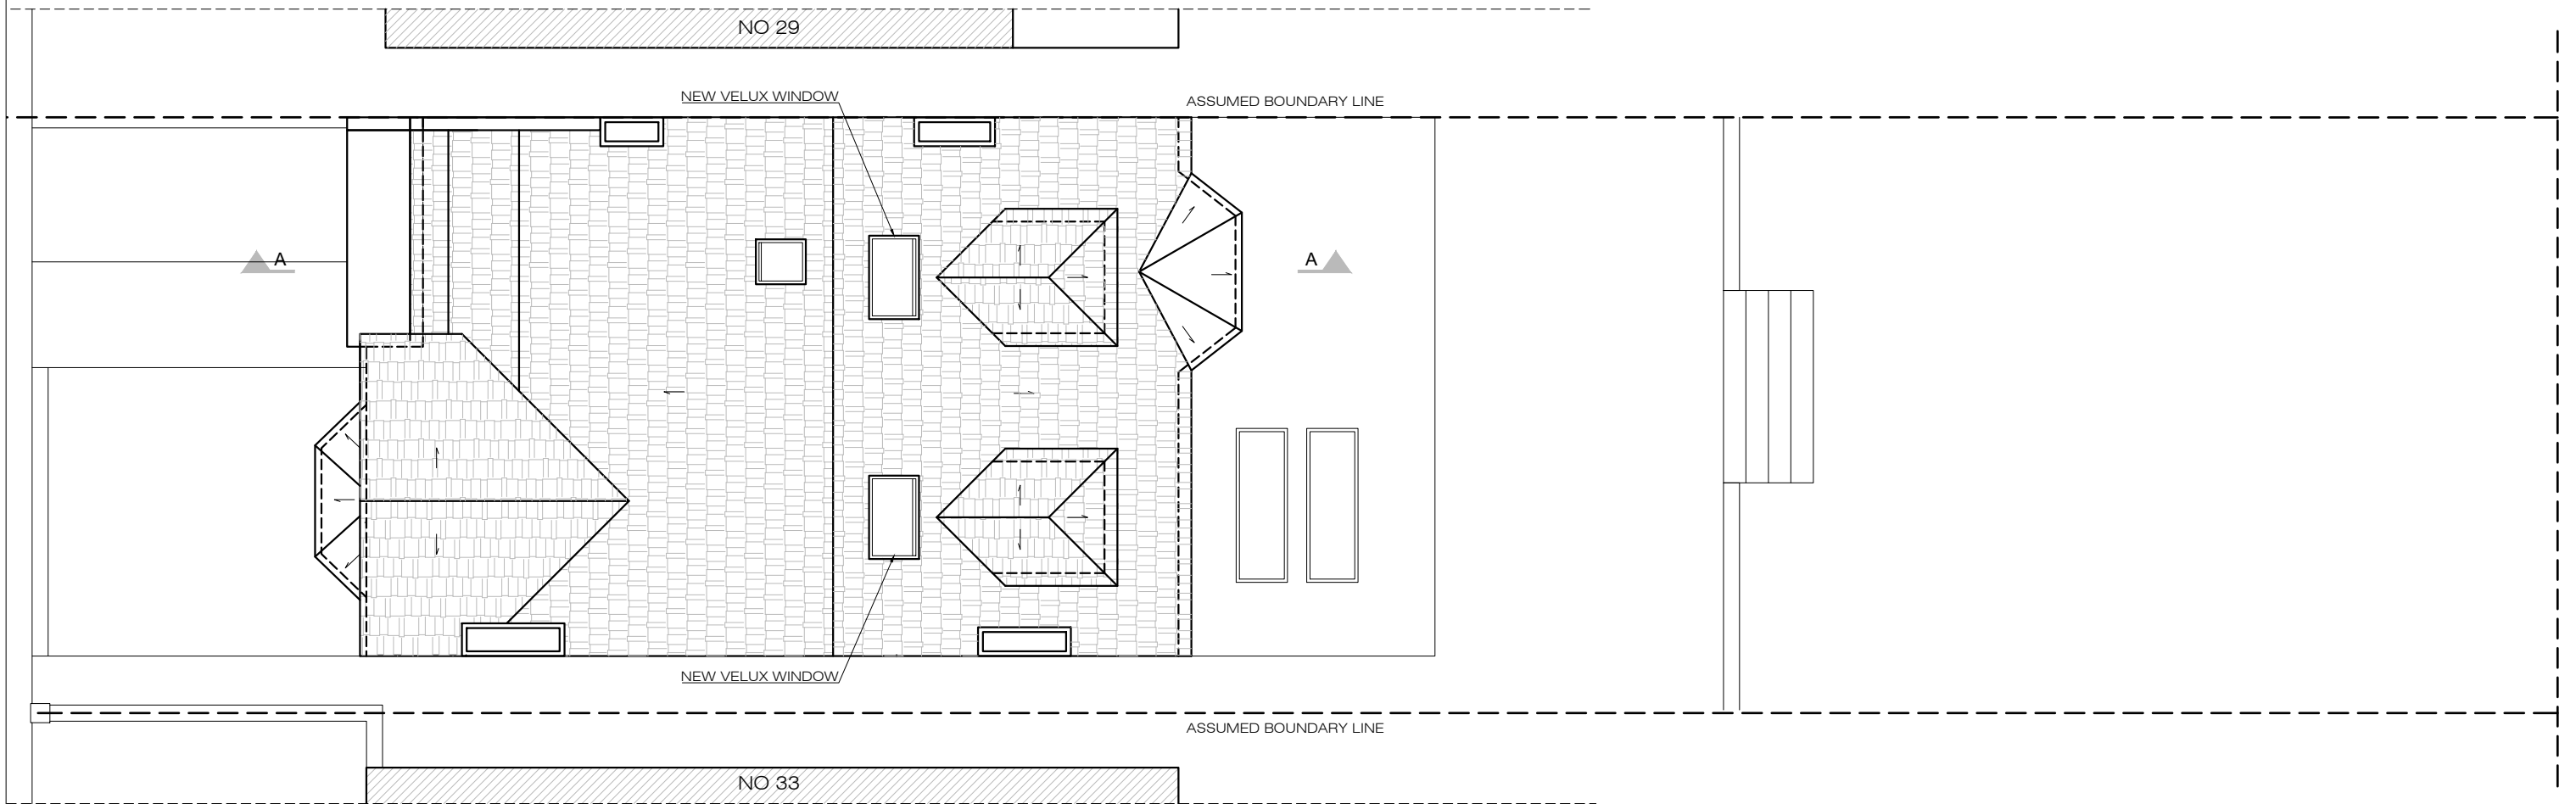 NO 29
NEW VELUX WINDOW
ASSUMED BOUNDARY LINE
A
A
NEW VELUX WINDOW
ASSUMED BOUNDARY LINE
NO 33